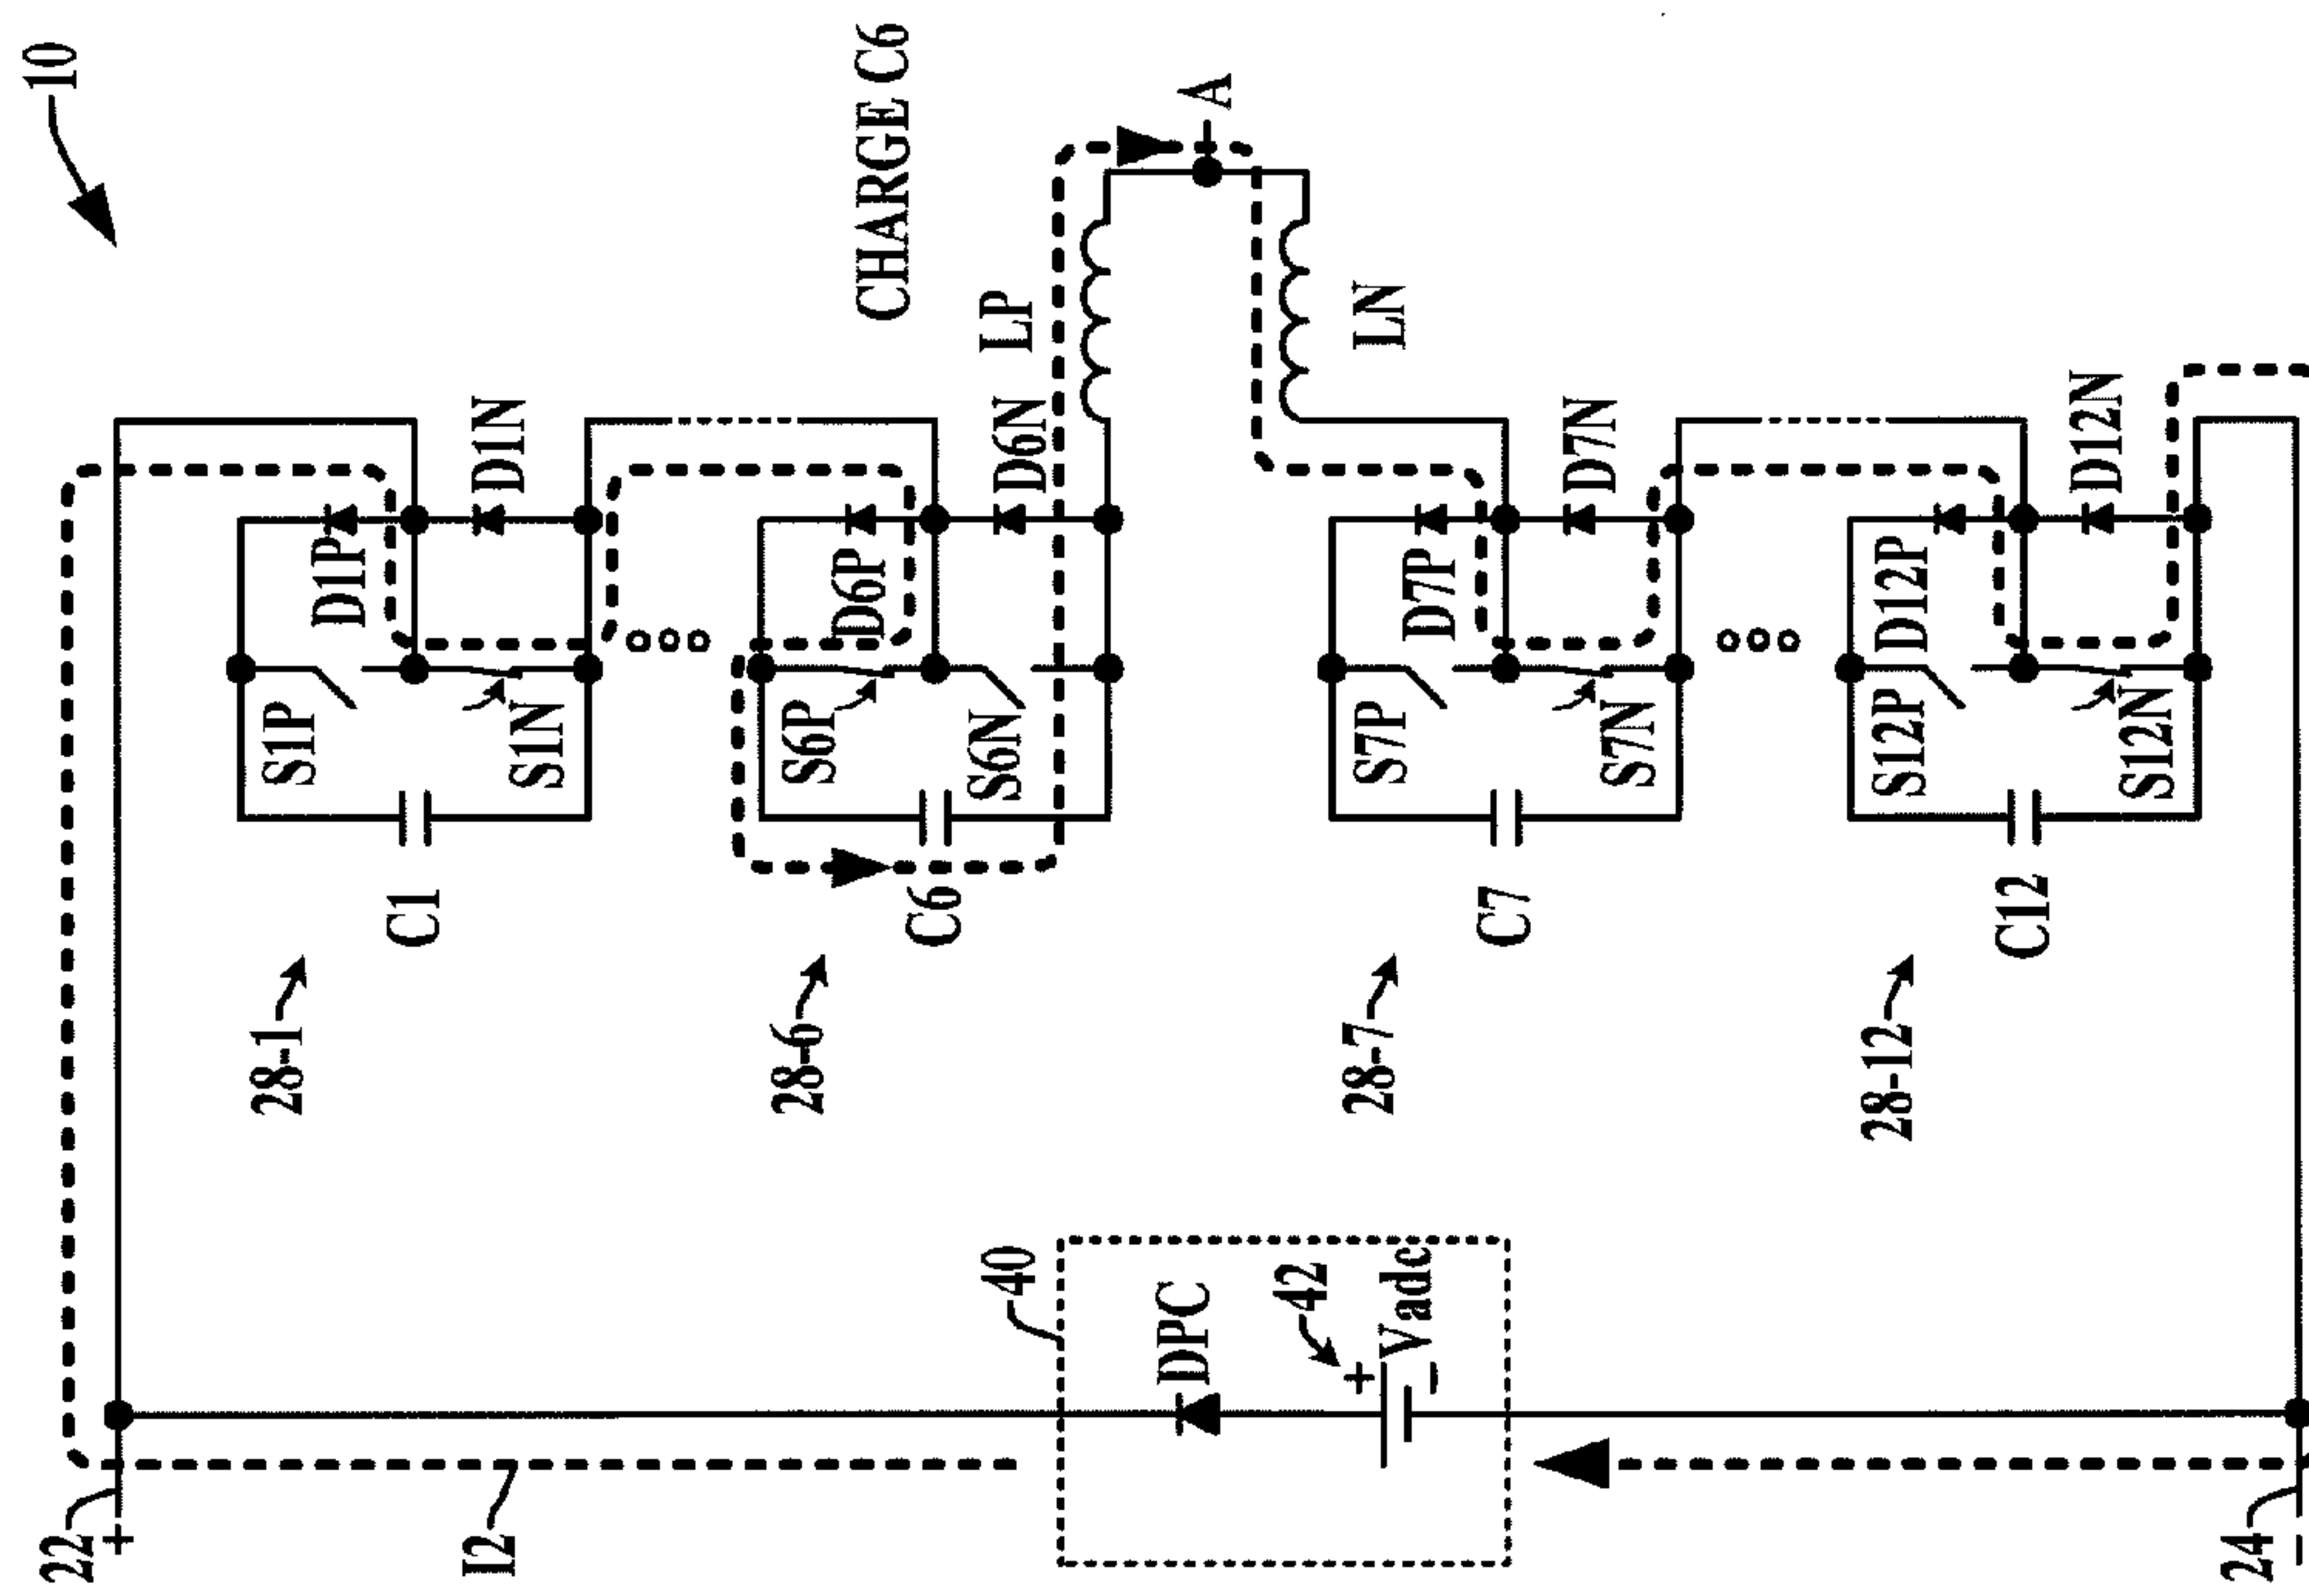 10
CHARGE C6
22
+
I2
D1P
D1N
S1P
S1N
C1
28-1
D6P
D6N
S6P
S6N
C6
28-6
LP
A
LN
D7P
D7N
S7P
S7N
C7
28-7
D12P
D12N
S12P
S12N
C12
28-12
40
DPC
42
+
Vadc
−
24
−